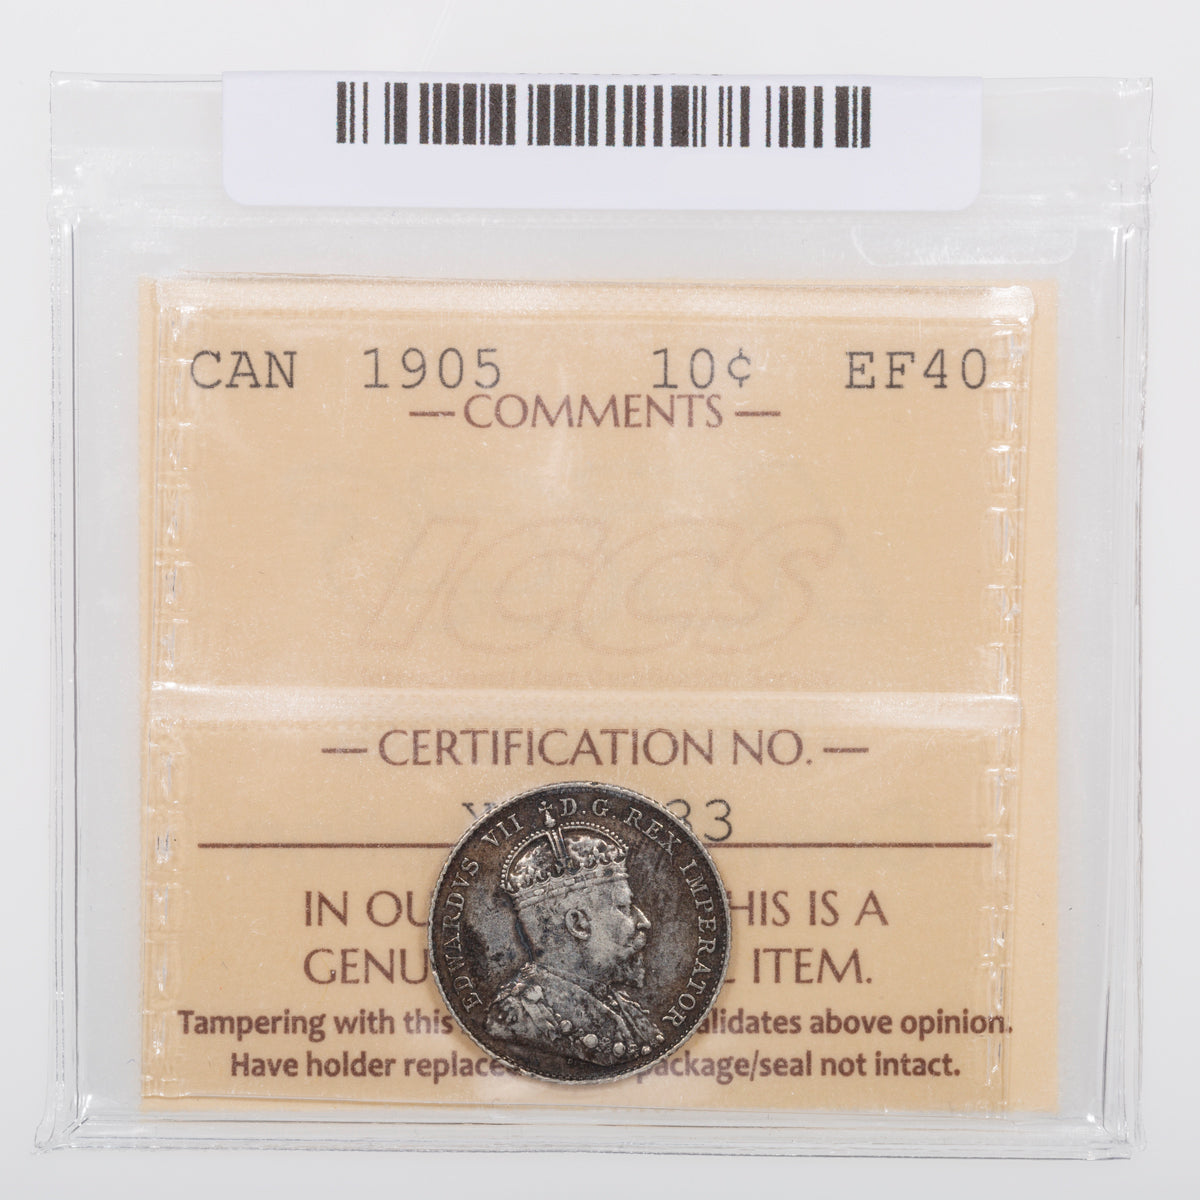 CAN 1905 10¢ EF40
— COMMENTS —
ICCS
— CERTIFICATION NO. —
33
IN OU HIS IS A
GENU ITEM.
Tampering with this alidates above opinion.
Have holder replace package/seal not intact.
EDWARDVS VII D.G. REX IMPERATOR